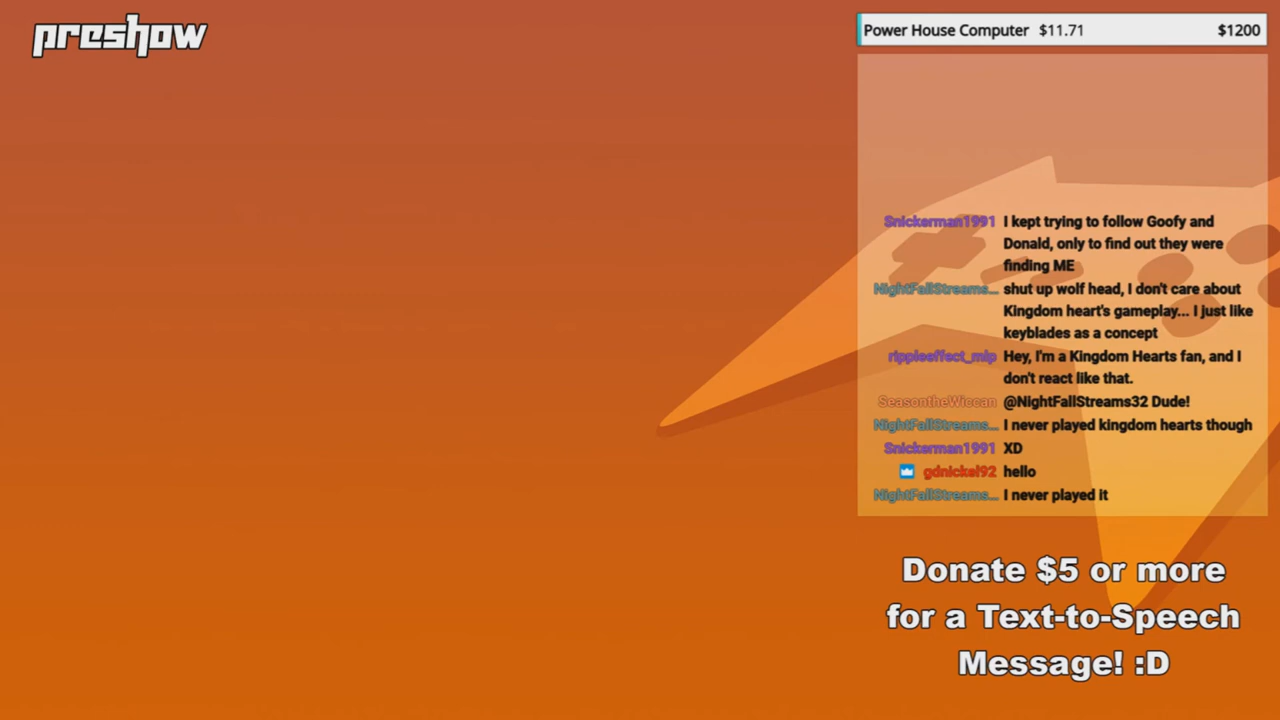 preshow
Power House Computer $11.71 $1200
Snickerman1991 I kept trying to follow Goofy and
Donald, only to find out they were
finding ME
NightFallStreams... shut up wolf head, I don't care about
Kingdom heart's gameplay... I just like
keyblades as a concept
rippleeffect_mlp Hey, I'm a Kingdom Hearts fan, and I
don't react like that.
SeasontheWiccan @NightFallStreams32 Dude!
NightFallStreams... I never played kingdom hearts though
Snickerman1991 XD
gdnickel92 hello
NightFallStreams... I never played it
Donate $5 or more
for a Text-to-Speech
Message! :D